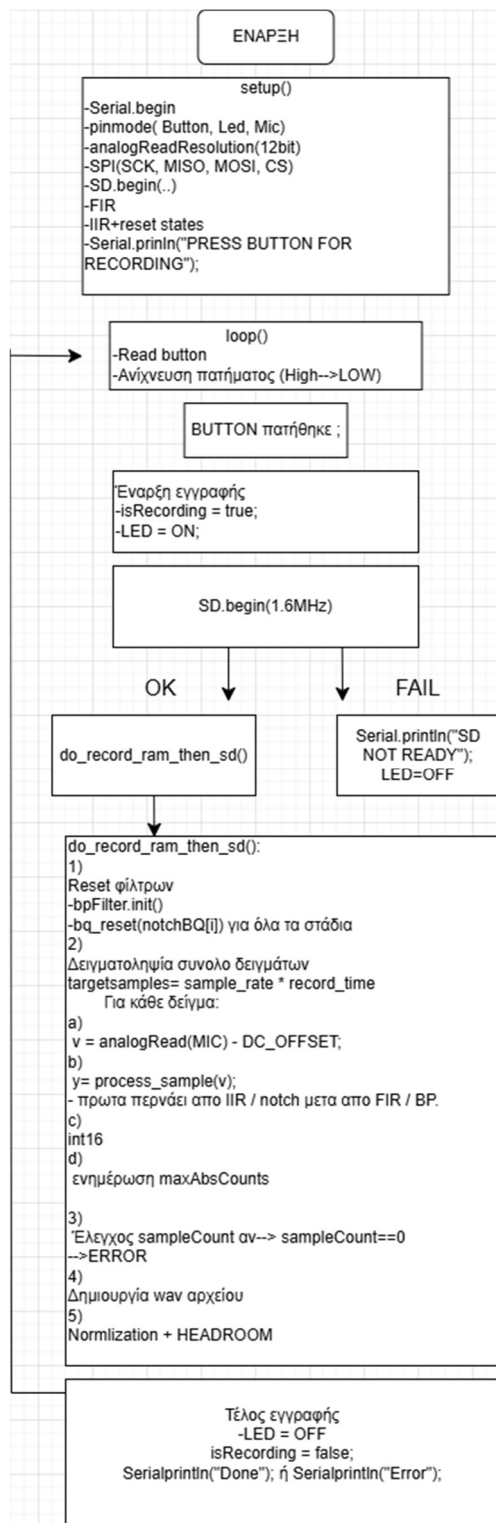 ΕΝΑΡΞΗ
setup()
-Serial.begin
-pinmode( Button, Led, Mic)
-analogReadResolution(12bit)
-SPI(SCK, MISO, MOSI, CS)
-SD.begin(..)
-FIR
-IIR+reset states
-Serial.prinln("PRESS BUTTON FOR
RECORDING");
loop()
-Read button
-Ανίχνευση πατήματος (High-->LOW)
BUTTON πατήθηκε ;
Έναρξη εγγραφής
-isRecording = true;
-LED = ON;
SD.begin(1.6MHz)
OK
FAIL
do_record_ram_then_sd()
Serial.println("SD
NOT READY");
LED=OFF
do_record_ram_then_sd():
1)
Reset φίλτρων
-bpFilter.init()
-bq_reset(notchBQ[i]) για όλα τα στάδια
2)
Δειγματοληψία συνολο δειγμάτων
targetsamples= sample_rate * record_time
Για κάθε δείγμα:
a)
v = analogRead(MIC) - DC_OFFSET;
b)
y= process_sample(v);
- πρωτα περνάει απο IIR / notch μετα απο FIR / BP.
c)
int16
d)
ενημέρωση maxAbsCounts
3)
Έλεγχος sampleCount αν--> sampleCount==0
-->ERROR
4)
Δημιουργία wav αρχείου
5)
Normlization + HEADROOM
Τέλος εγγραφής
-LED = OFF
isRecording = false;
Serialprintln("Done"); ή Serialprintln("Error");